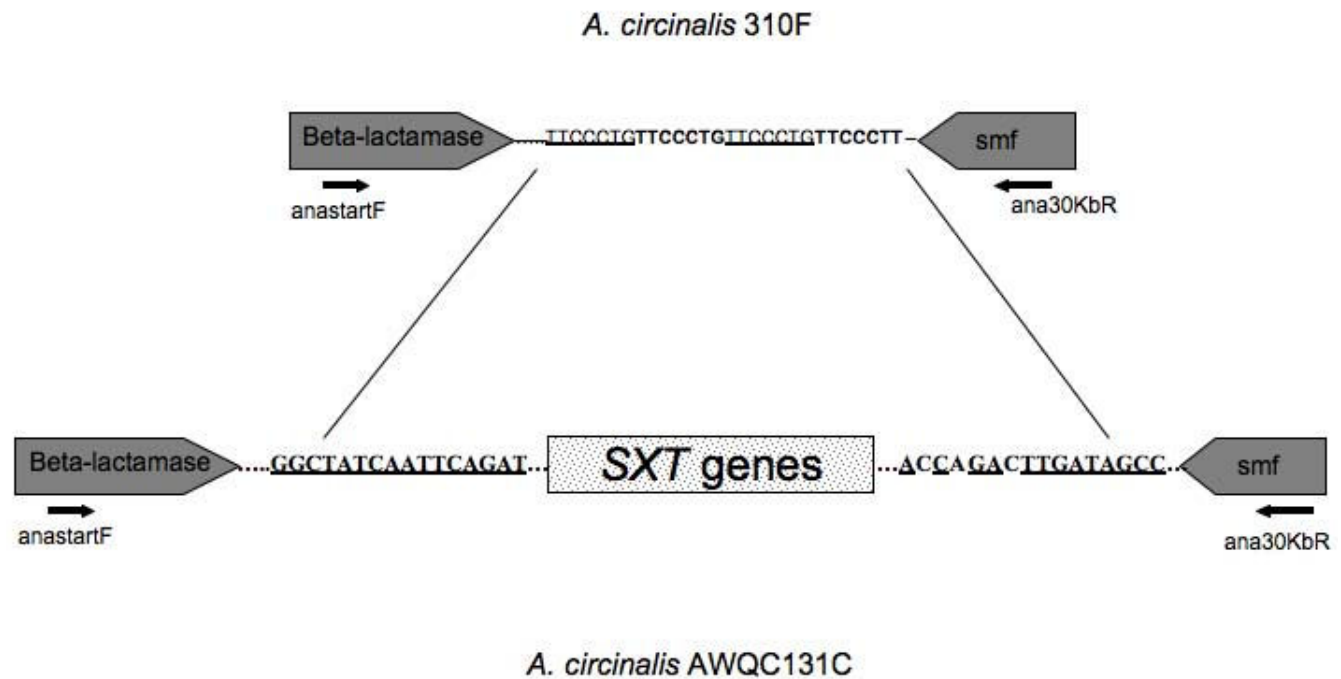 A. circinalis 310F
Beta-lactamase TTCCCTGTTCCCTGTTCCCTGTTCCCTT smf
anastartF ana30KbR
Beta-lactamase GGCTATCAATTCAGAT SXT genes ACCAGACTTGATAGCC smf
anastartF ana30KbR
A. circinalis AWQC131C